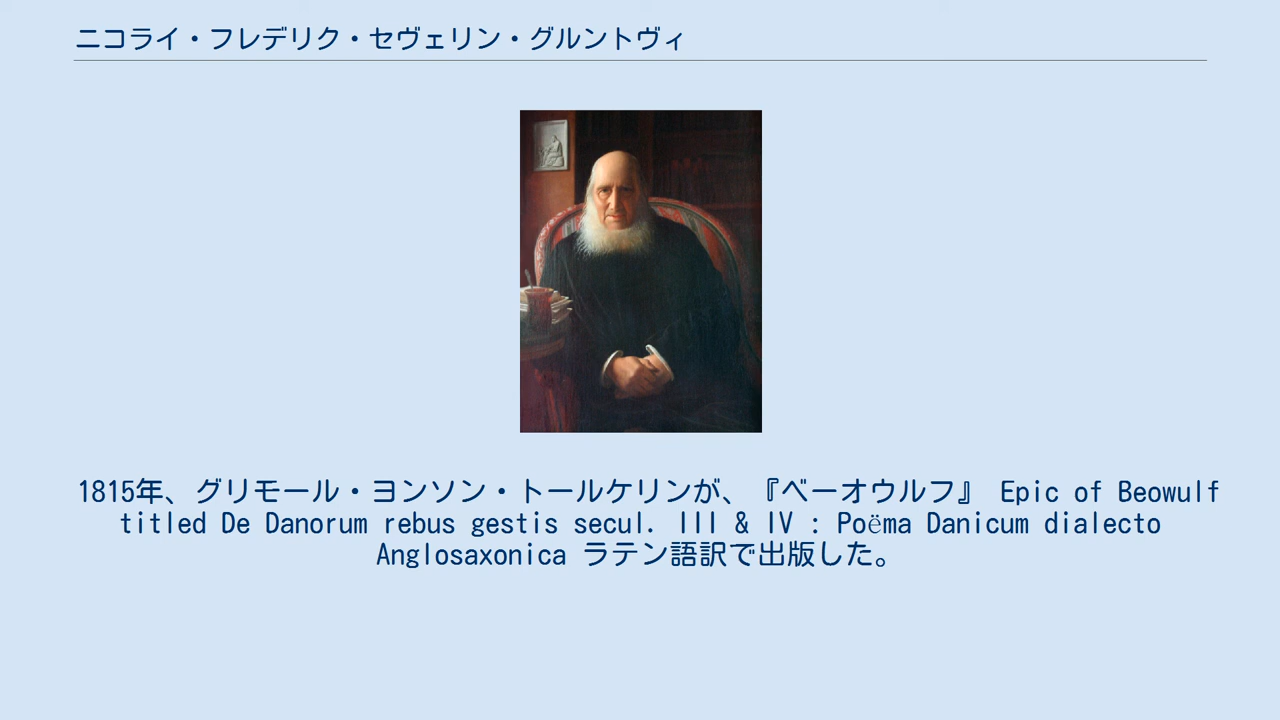 ニコライ・フレデリク・セヴェリン・グルントヴィ
1815年、グリモール・ヨンソン・トールケリンが、『ベーオウルフ』 Epic of Beowulf
titled De Danorum rebus gestis secul. III & IV : Poëma Danicum dialecto
Anglosaxonica ラテン語訳で出版した。